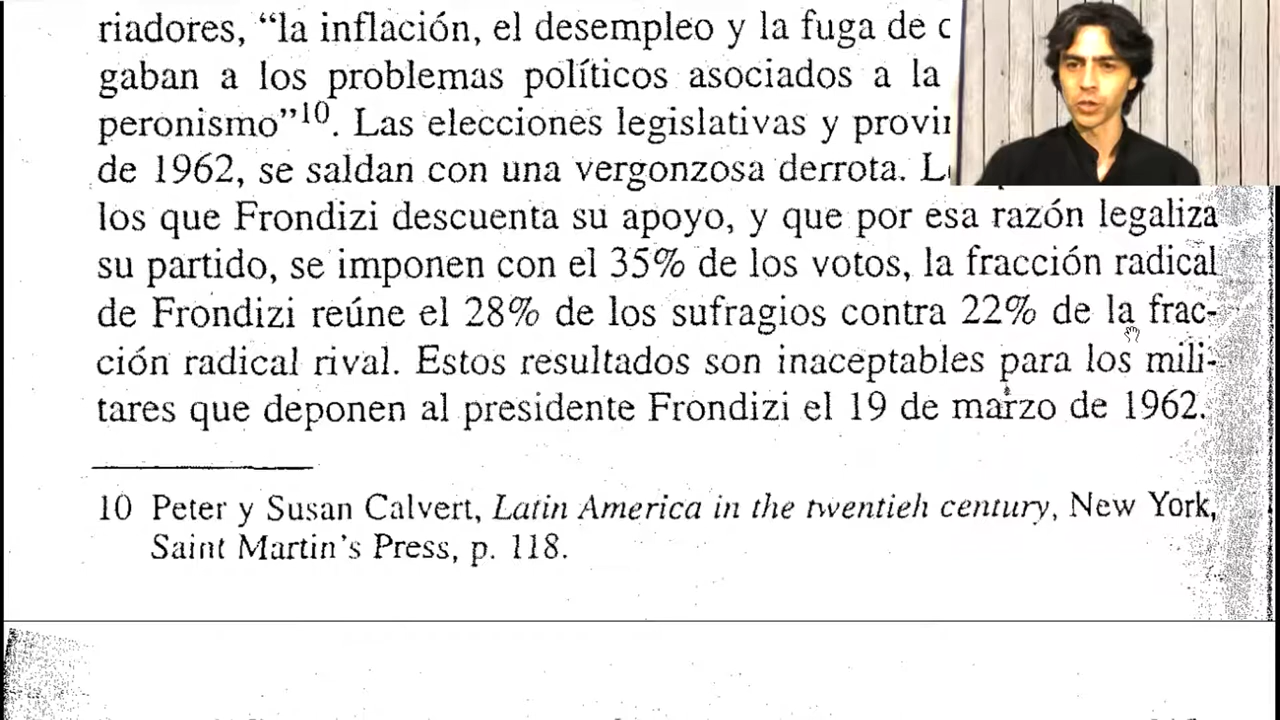 riadores, “la inflación, el desempleo y la fuga de
gaban a los problemas políticos asociados a la
peronismo”10. Las elecciones legislativas y
de 1962, se saldan con una vergonzosa derrota.
los que Frondizi descuenta su apoyo, y que por esa razón legaliza
su partido, se imponen con el 35% de los votos, la fracción radical
de Frondizi reúne el 28% de los sufragios contra 22% de la frac-
ción radical rival. Estos resultados son inaceptables para los mili-
tares que deponen al presidente Frondizi el 19 de marzo de 1962.
10 Peter y Susan Calvert, Latin America in the twentieh century, New York,
Saint Martin's Press, p. 118.